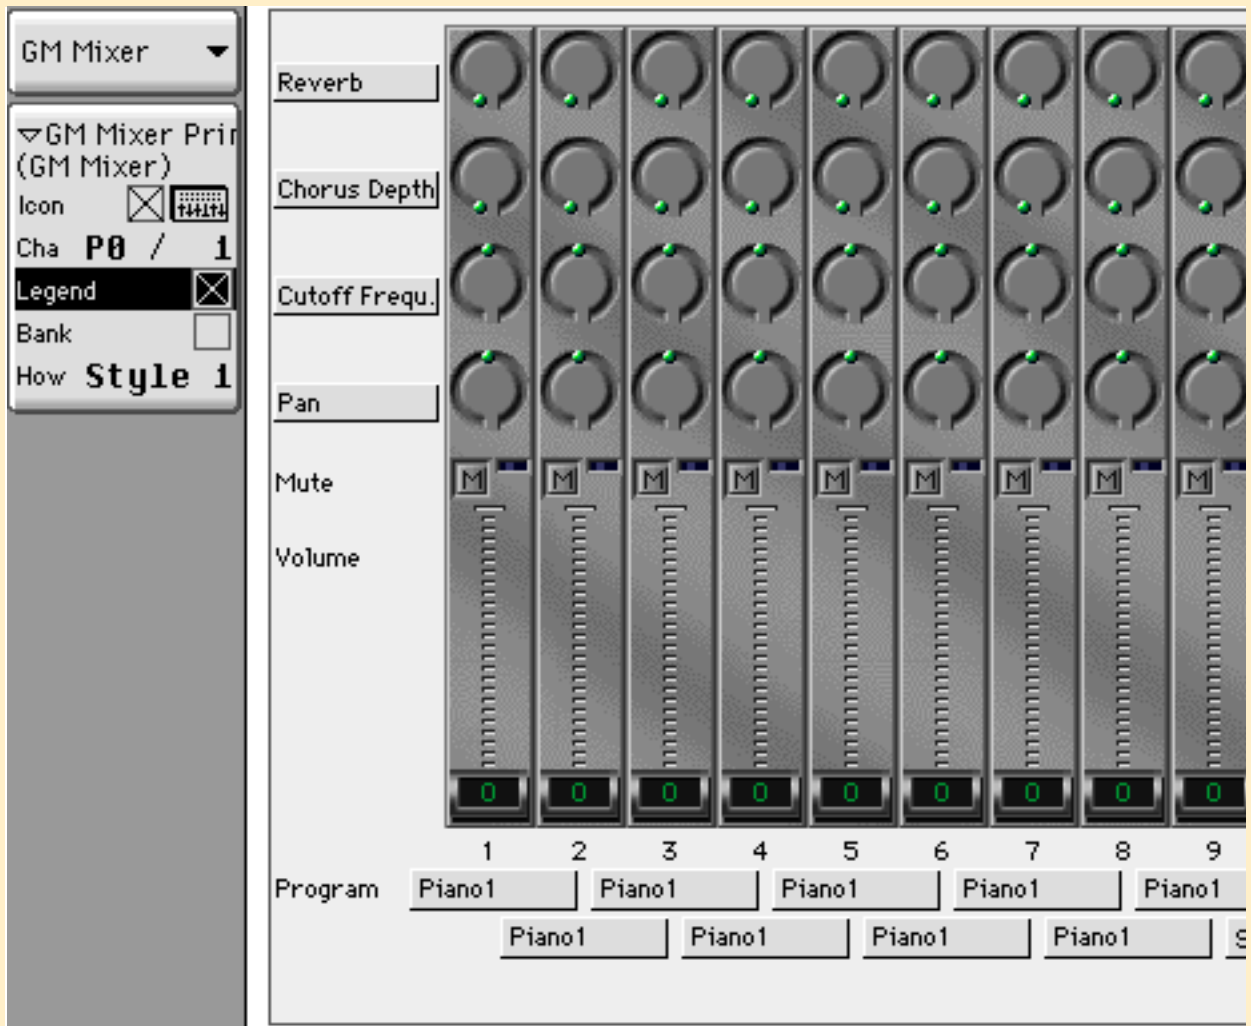 GM Mixer
GM Mixer Prir
(GM Mixer)
Icon
Cha P0 / 1
Legend
Bank
How Style 1
Reverb
Chorus Depth
Cutoff Frequ.
Pan
Mute M M M M M M M M M
Volume
0 0 0 0 0 0 0 0 0
1 2 3 4 5 6 7 8 9
Program Piano1 Piano1 Piano1 Piano1 Piano1
Piano1 Piano1 Piano1 Piano1